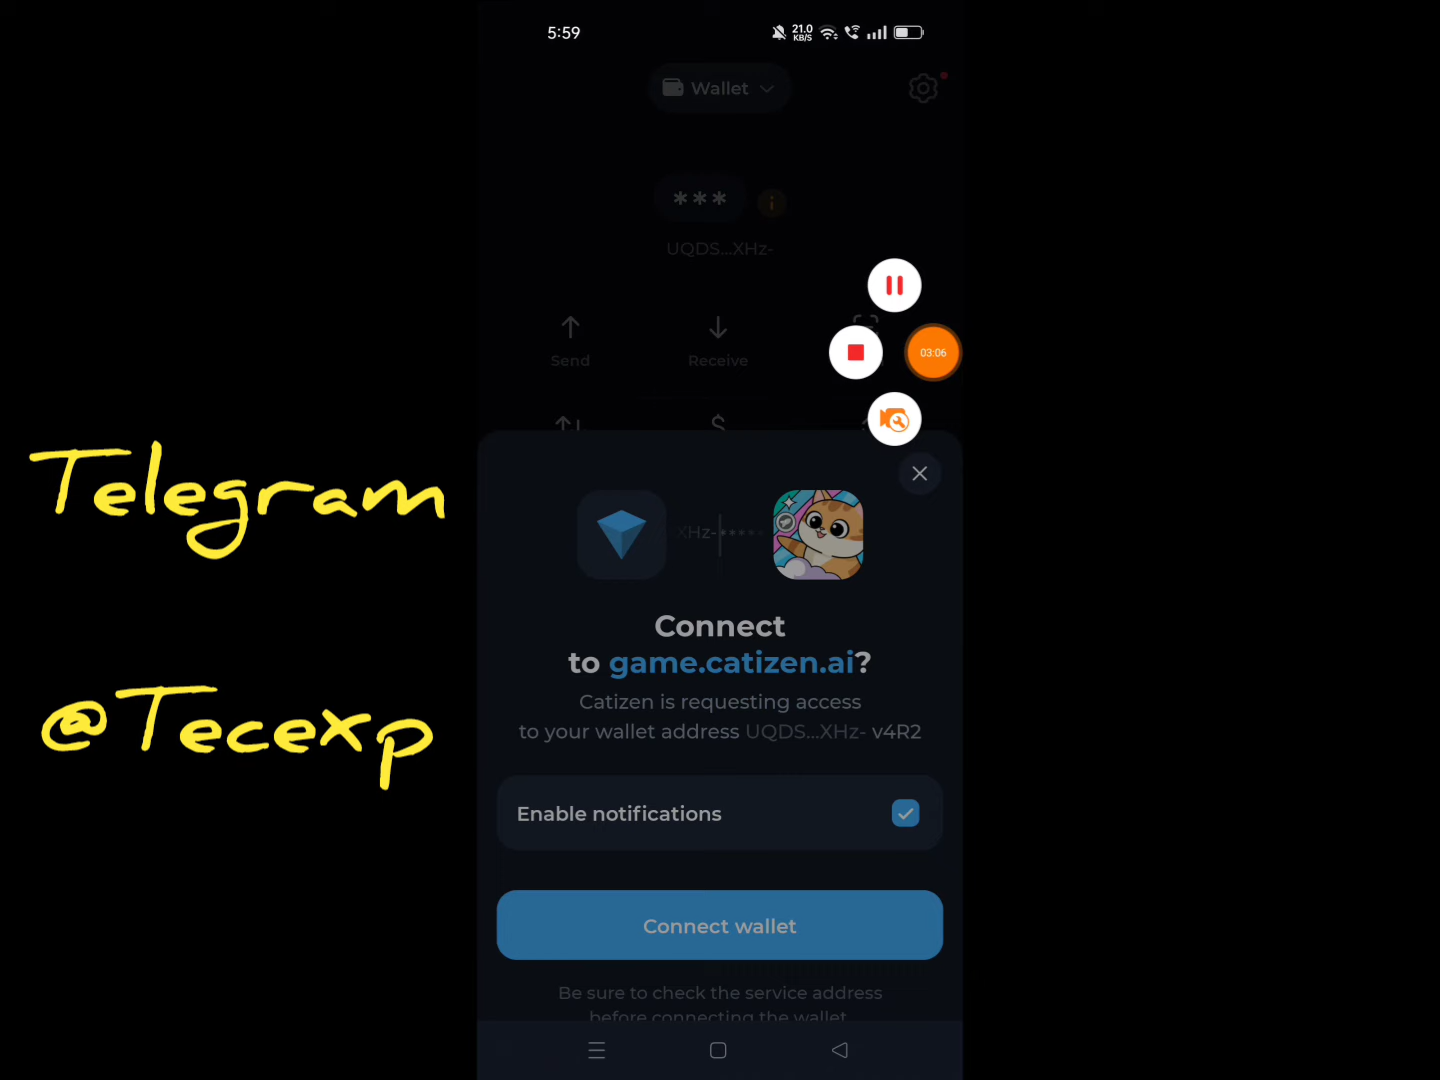 5:59
21.0
KB/S
Wallet
***
UQDS...XHz-
Send
Receive
03:06
XHz-
Telegram
Connect
to game.catizen.ai?
Catizen is requesting access
to your wallet address UQDS...XHz- v4R2
@Tecexp
Enable notifications
Connect wallet
Be sure to check the service address
before connecting the wallet.